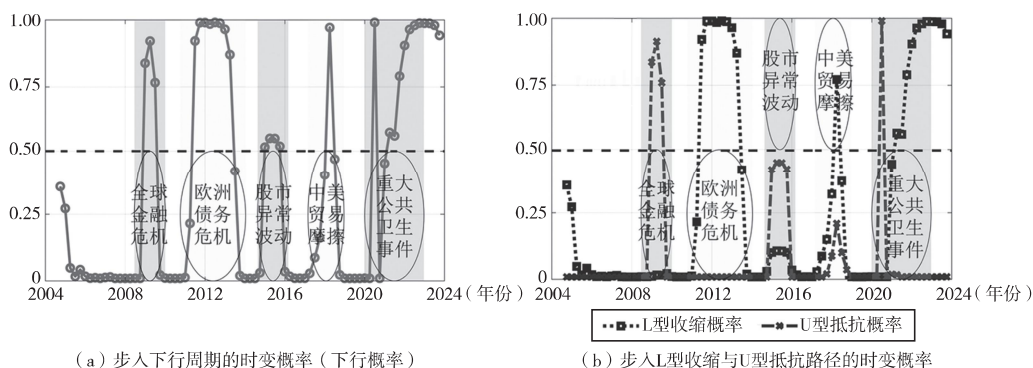 1.00
0.75
0.50
0.25
0
全球
金融
危机
欧洲
债务
危机
股市
异常
波动
中美
贸易
摩擦
重大
公共
卫生
事件
2004 2008 2012 2016 2020 2024（年份）
（a）步入下行周期的时变概率（下行概率）
1.00
0.75
0.50
0.25
0
股市
异常
波动
中美
贸易
摩擦
全球
金融
危机
欧洲
债务
危机
重大
公共
卫生
事件
2004 2008 2012 2016 2020 2024（年份）
L型收缩概率 U型抵抗概率
（b）步入L型收缩与U型抵抗路径的时变概率